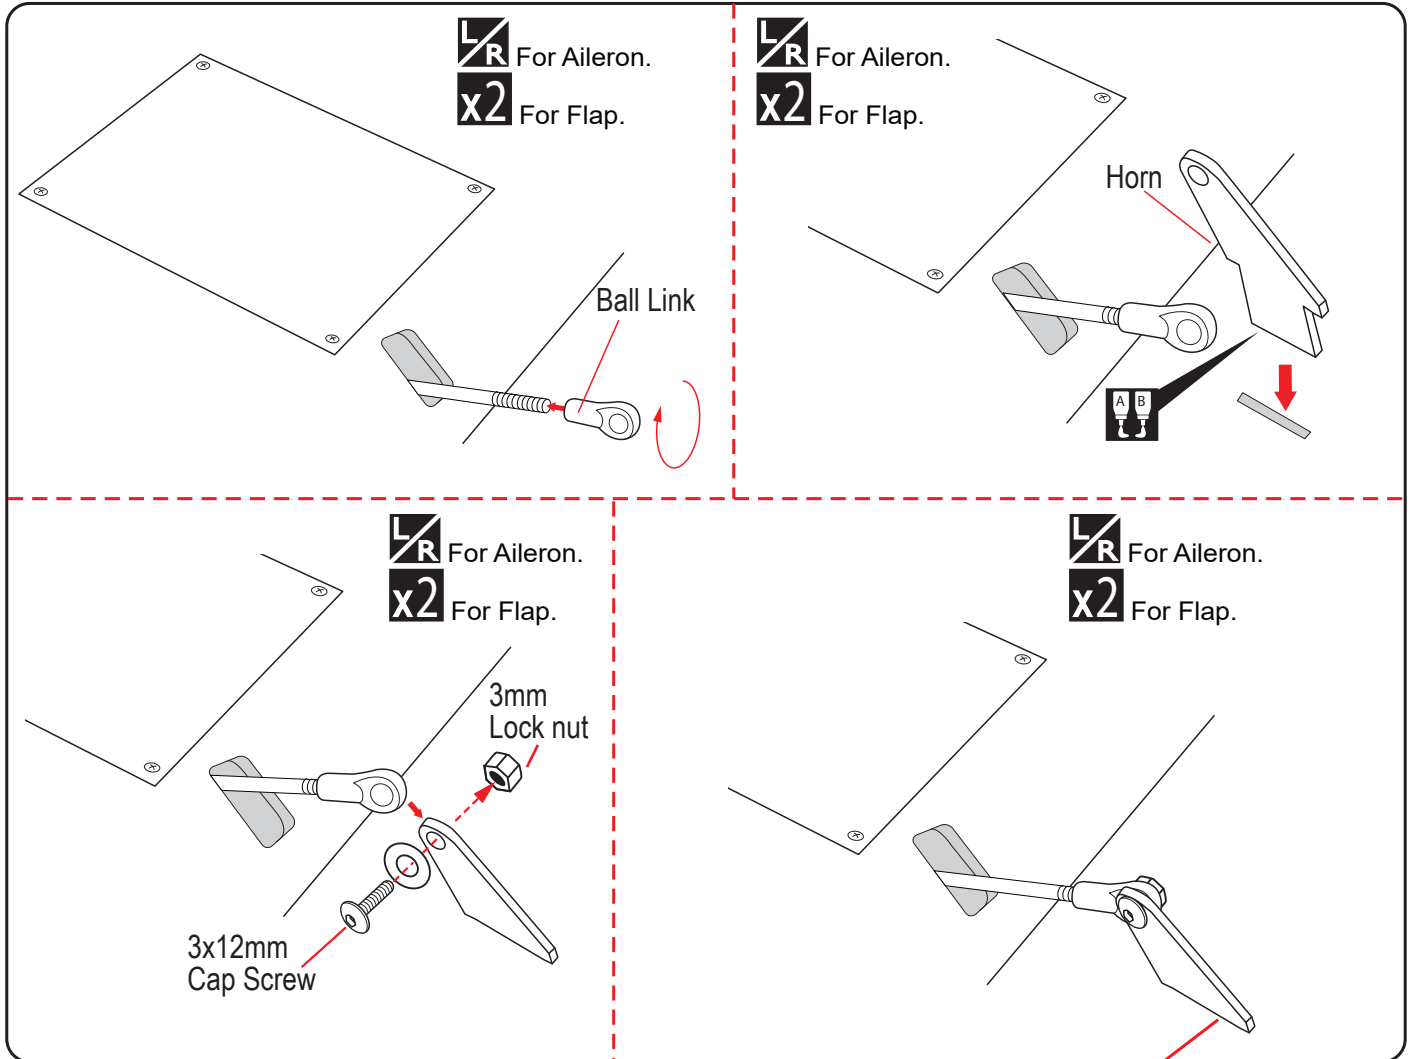 L/R For Aileron.
x2 For Flap.
Ball Link
L/R For Aileron.
x2 For Flap.
Horn
A B
L/R For Aileron.
x2 For Flap.
3mm
Lock nut
3x12mm
Cap Screw
L/R For Aileron.
x2 For Flap.